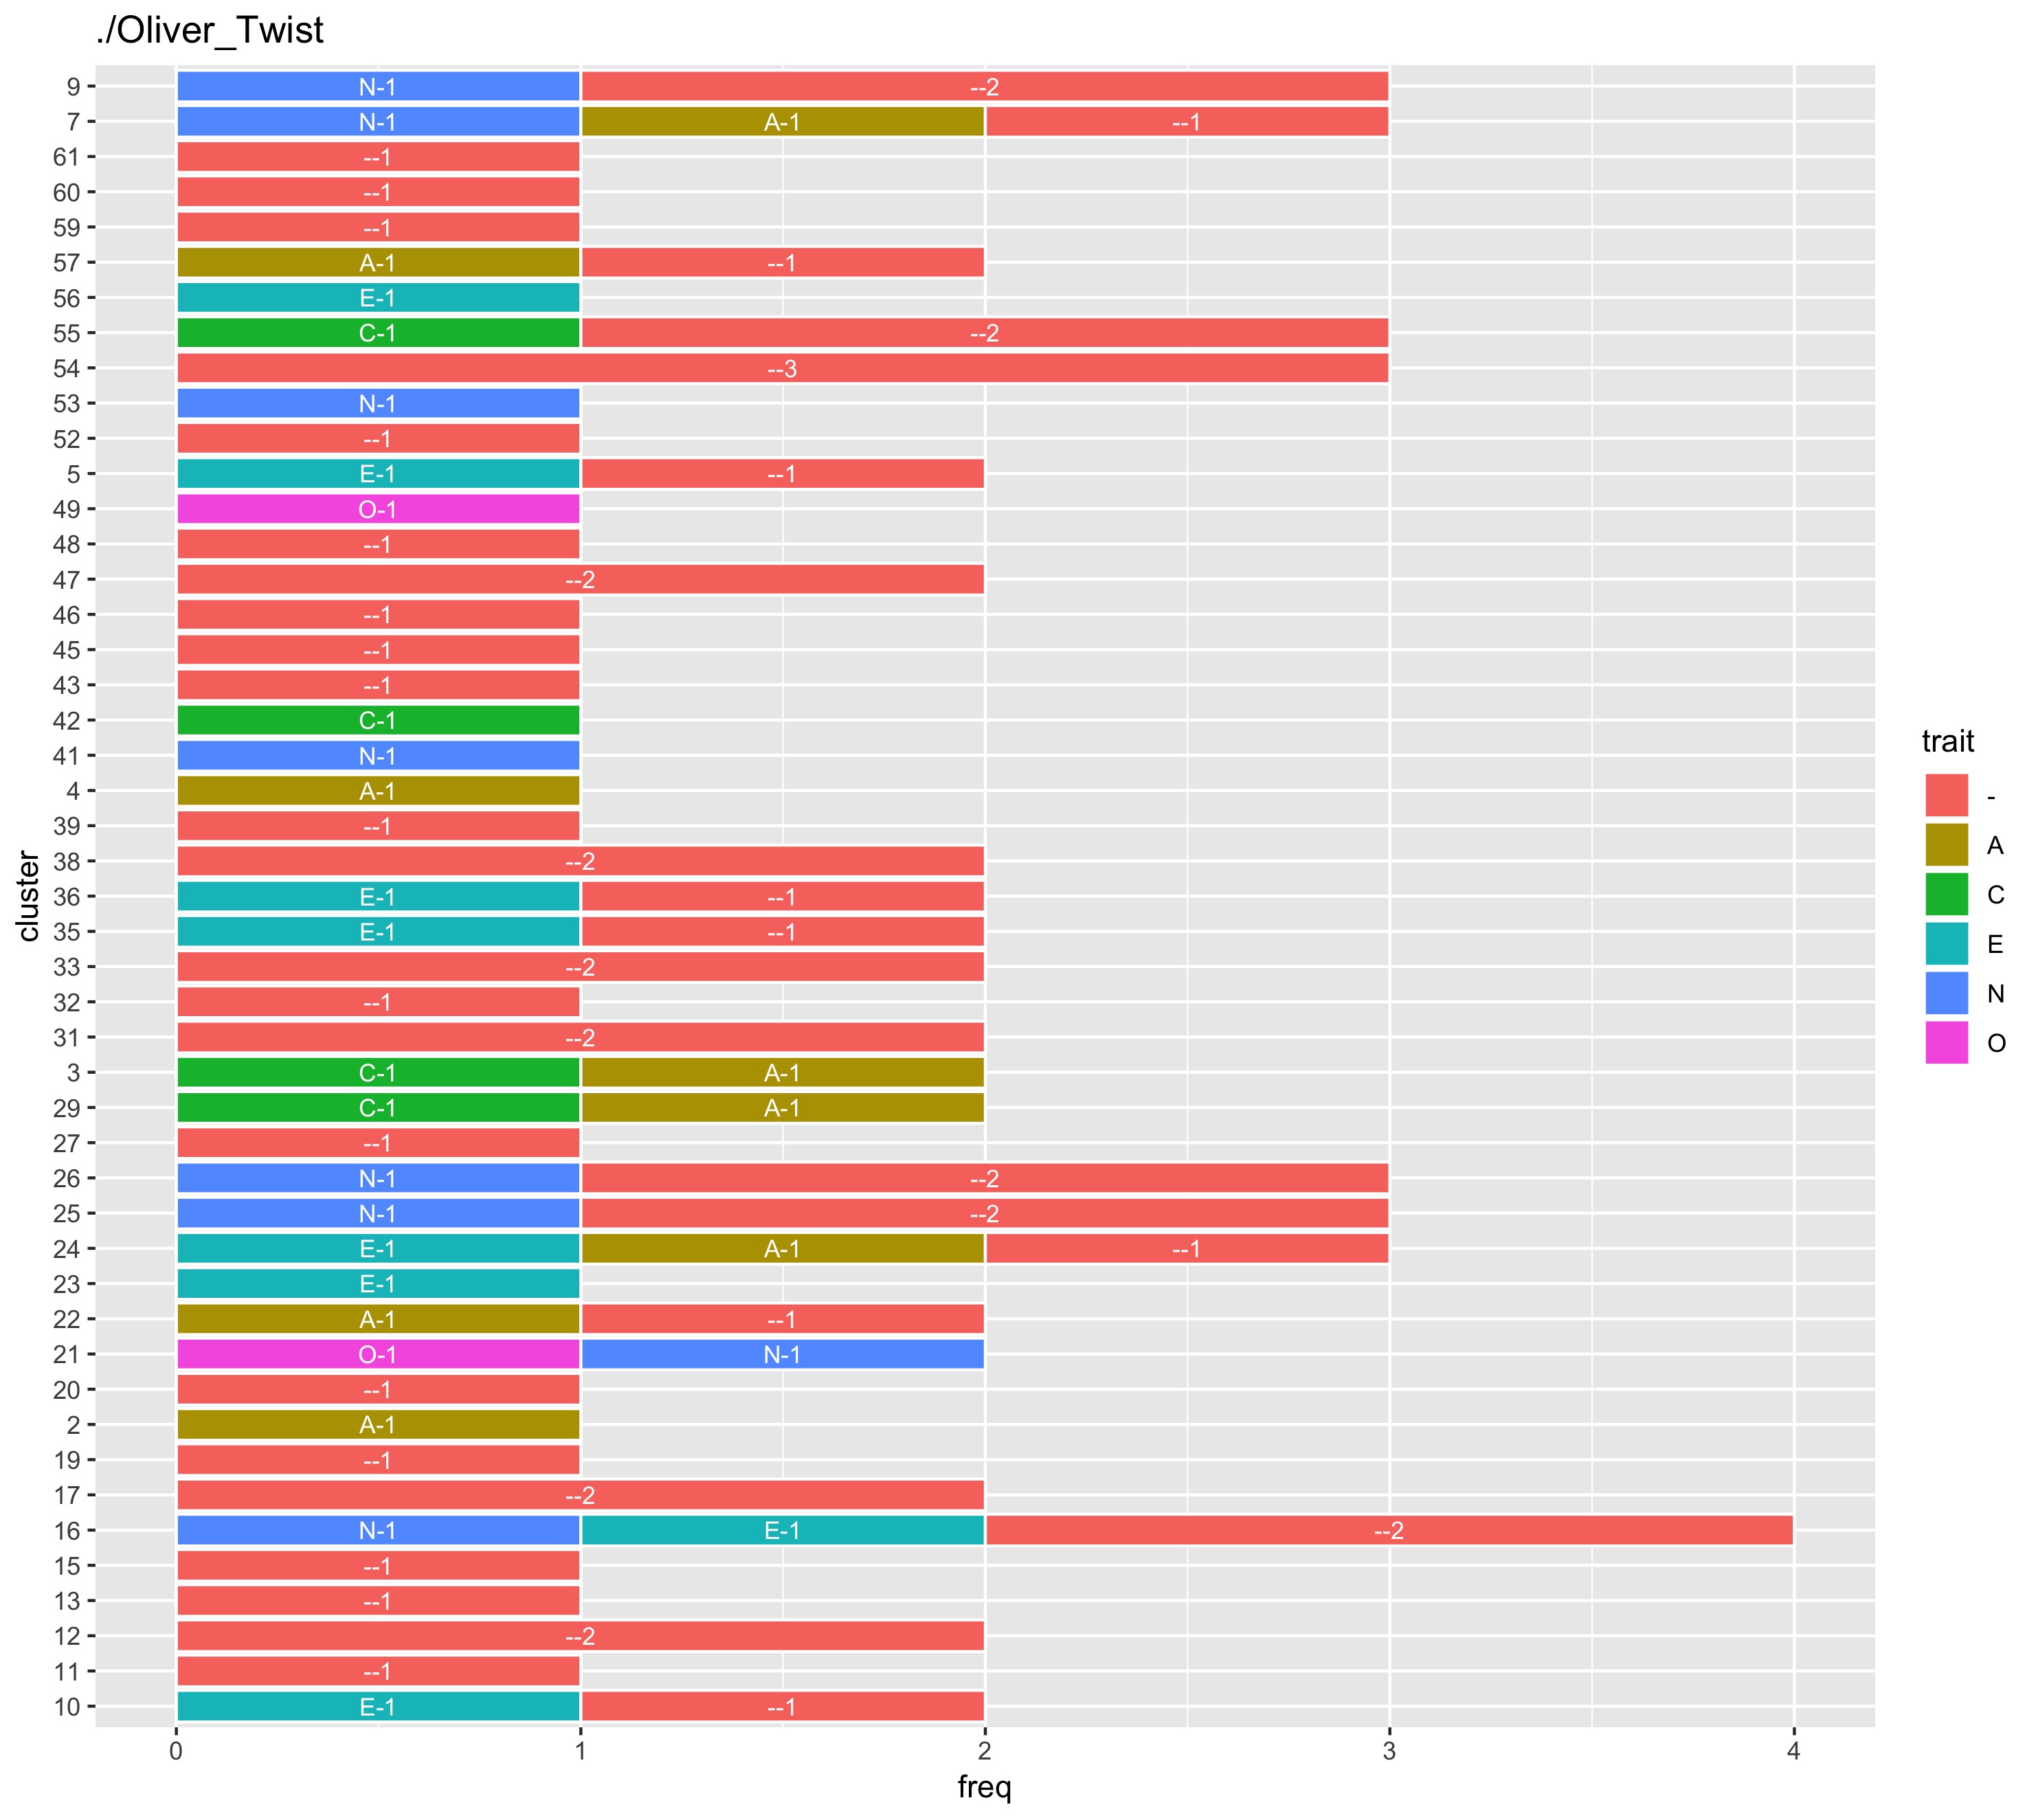 ./Oliver_Twist
9 N-1 --2
7 N-1 A-1 --1
61 --1
60 --1
59 --1
57 A-1 --1
56 E-1
55 C-1 --2
54 --3
53 N-1
52 --1
5 E-1 --1
49 O-1
48 --1
47 --2
46 --1
45 --1
43 --1
42 C-1
41 N-1
4 A-1
39 --1
38 --2
36 E-1 --1
35 E-1 --1
33 --2
32 --1
31 --2
3 C-1 A-1
29 C-1 A-1
27 --1
26 N-1 --2
25 N-1 --2
24 E-1 A-1 --1
23 E-1
22 A-1 --1
21 O-1 N-1
20 --1
2 A-1
19 --1
17 --2
16 N-1 E-1 --2
15 --1
13 --1
12 --2
11 --1
10 E-1 --1
0 1 2 3 4
freq
cluster
trait
-
A
C
E
N
O